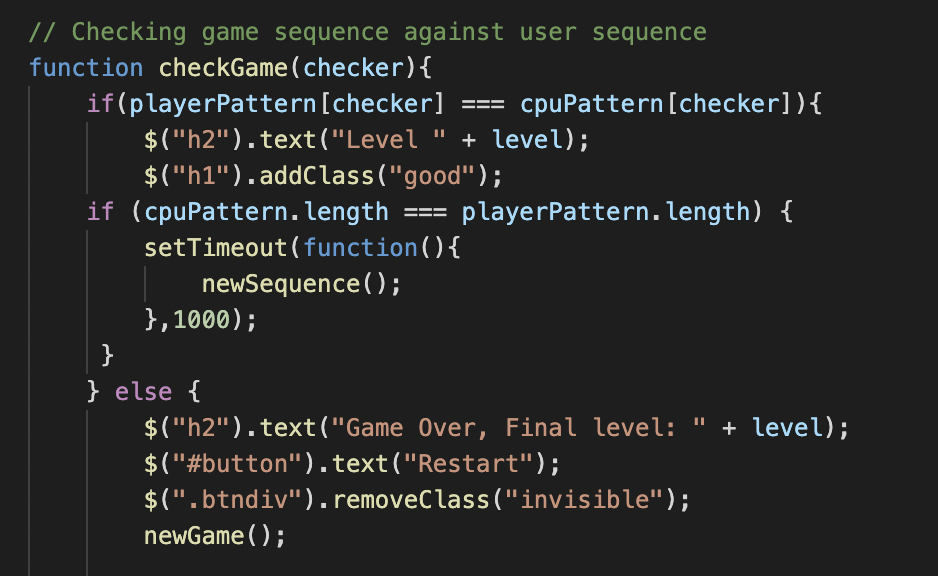 // Checking game sequence against user sequence
function checkGame(checker){
    if(playerPattern[checker] === cpuPattern[checker]){
        $("h2").text("Level " + level);
        $("h1").addClass("good");
    if (cpuPattern.length === playerPattern.length) {
        setTimeout(function(){
            newSequence();
        },1000);
     }
    } else {
        $("h2").text("Game Over, Final level: " + level);
        $("#button").text("Restart");
        $(".btndiv").removeClass("invisible");
        newGame();